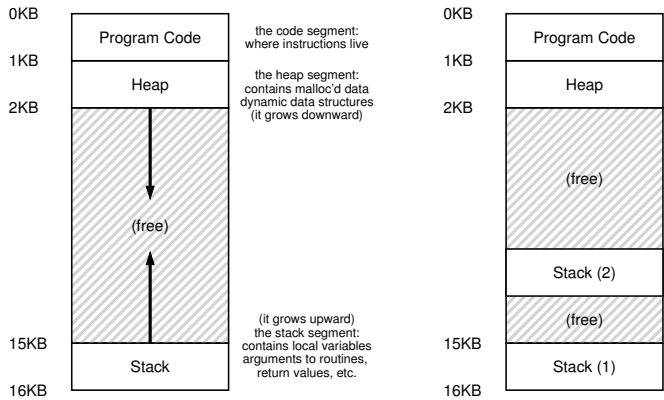 0KB
Program Code
the code segment:
where instructions live
1KB
Heap
the heap segment:
contains malloc'd data
dynamic data structures
(it grows downward)
2KB
(free)
(it grows upward)
the stack segment:
contains local variables
arguments to routines,
return values, etc.
15KB
Stack
16KB
0KB
Program Code
1KB
Heap
2KB
(free)
Stack (2)
(free)
15KB
Stack (1)
16KB